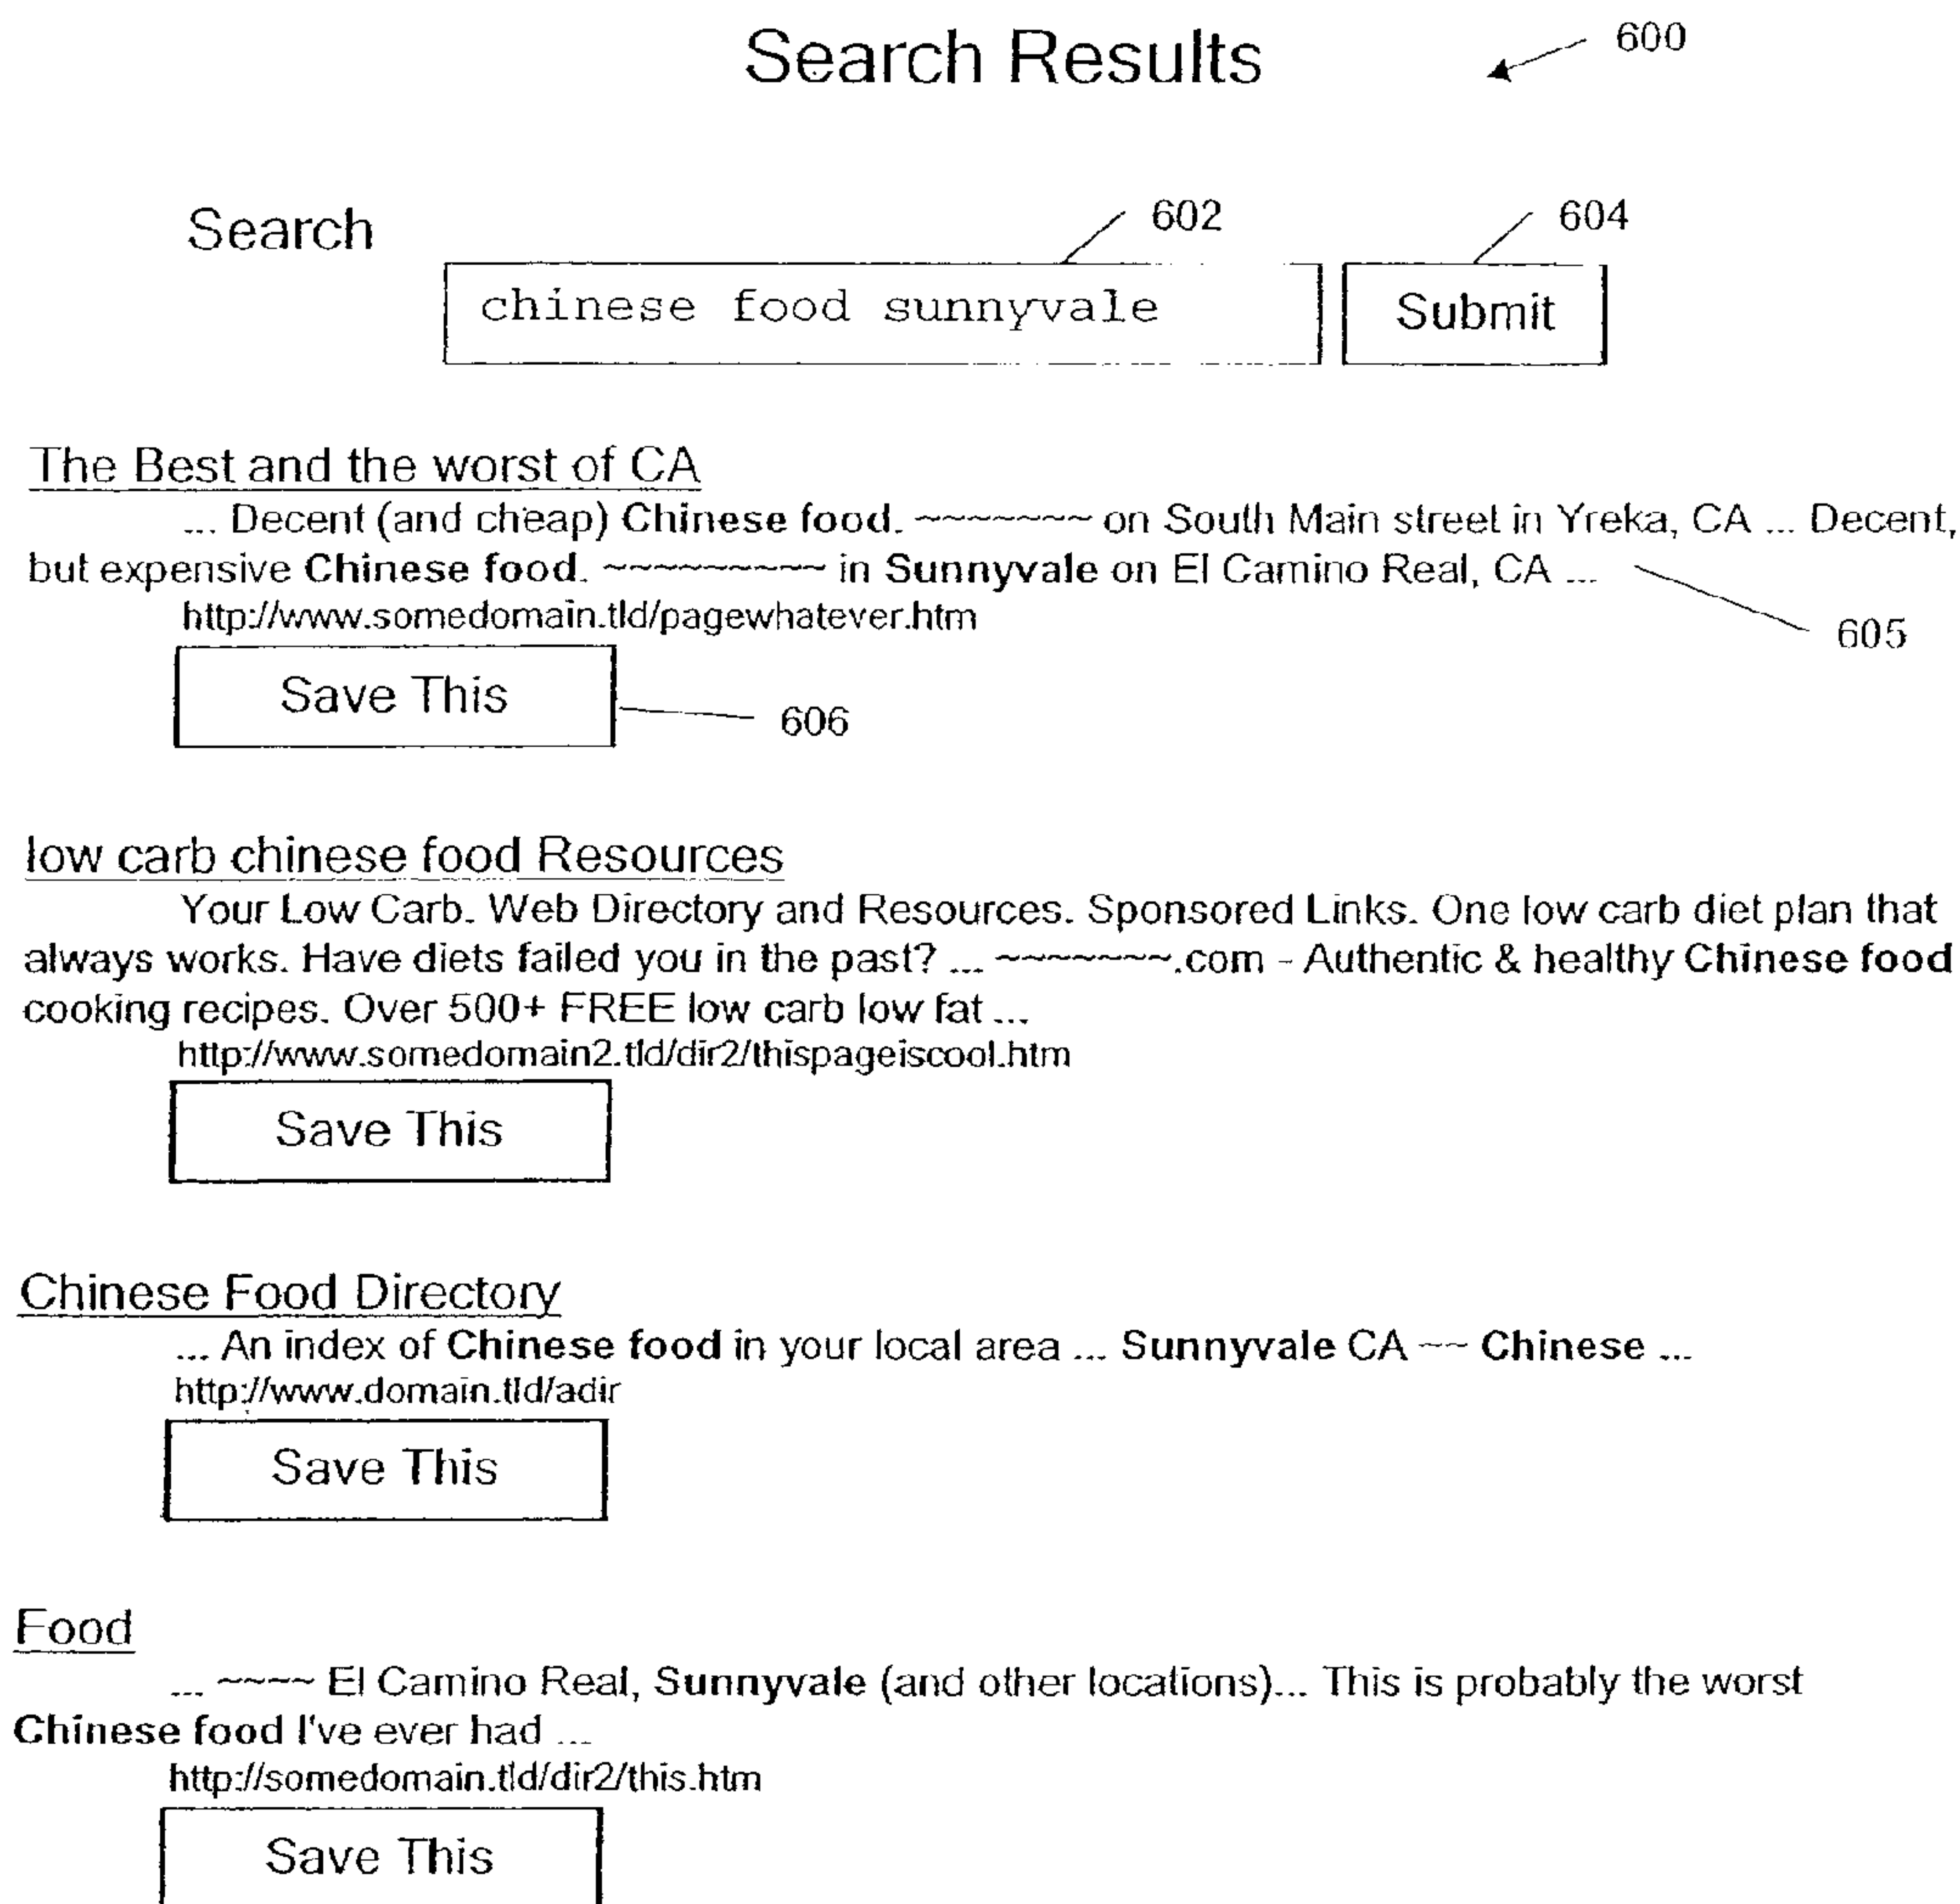 Search Results 600
Search 602 604
chinese food sunnyvale Submit
The Best and the worst of CA
... Decent (and cheap) Chinese food. ~~~~~~~ on South Main street in Yreka, CA ... Decent,
but expensive Chinese food. ~~~~~~~~~ in Sunnyvale on El Camino Real, CA ...
http://www.somedomain.tld/pagewhatever.htm 605
Save This 606
low carb chinese food Resources
Your Low Carb. Web Directory and Resources. Sponsored Links. One low carb diet plan that
always works. Have diets failed you in the past? ... ~~~~~~~.com - Authentic & healthy Chinese food
cooking recipes. Over 500+ FREE low carb low fat ...
http://www.somedomain2.tld/dir2/thispageiscool.htm
Save This
Chinese Food Directory
... An index of Chinese food in your local area ... Sunnyvale CA ~~ Chinese ...
http://www.domain.tld/adir
Save This
Food
... ~~~~ El Camino Real, Sunnyvale (and other locations)... This is probably the worst
Chinese food I've ever had ...
http://somedomain.tld/dir2/this.htm
Save This